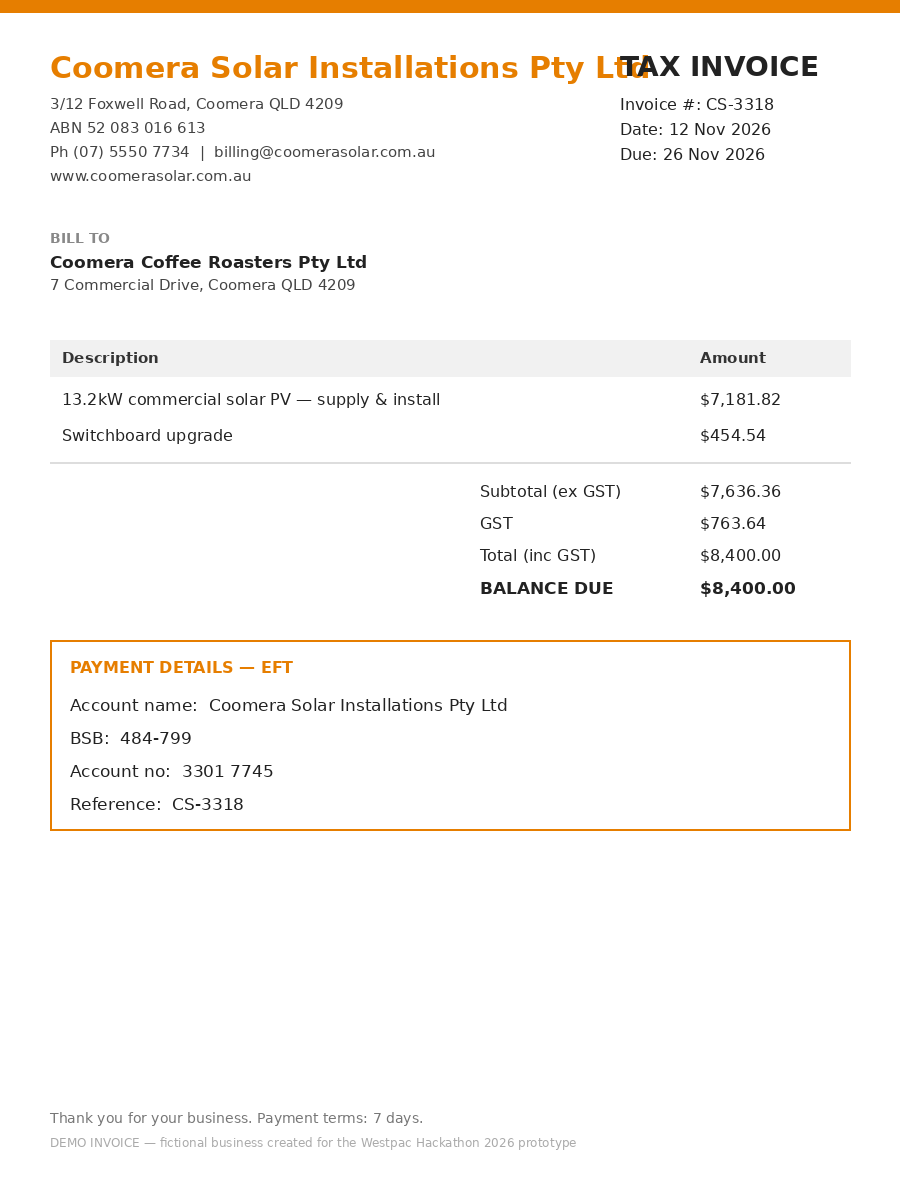 Coomera Solar Installations Pty Ltd
TAX INVOICE
3/12 Foxwell Road, Coomera QLD 4209
ABN 52 083 016 613
Ph (07) 5550 7734 | billing@coomerasolar.com.au
www.coomerasolar.com.au
Invoice #: CS-3318
Date: 12 Nov 2026
Due: 26 Nov 2026
BILL TO
Coomera Coffee Roasters Pty Ltd
7 Commercial Drive, Coomera QLD 4209
Description Amount
13.2kW commercial solar PV — supply & install $7,181.82
Switchboard upgrade $454.54
Subtotal (ex GST) $7,636.36
GST $763.64
Total (inc GST) $8,400.00
BALANCE DUE $8,400.00
PAYMENT DETAILS — EFT
Account name: Coomera Solar Installations Pty Ltd
BSB: 484-799
Account no: 3301 7745
Reference: CS-3318
Thank you for your business. Payment terms: 7 days.
DEMO INVOICE — fictional business created for the Westpac Hackathon 2026 prototype